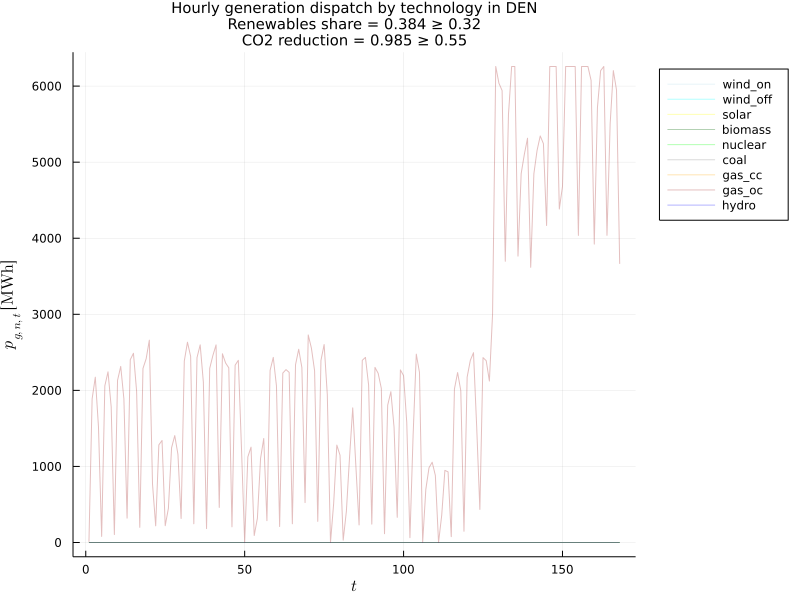 Hourly generation dispatch by technology in DEN
Renewables share = 0.384 ≥ 0.32
CO2 reduction = 0.985 ≥ 0.55
6000
5000
4000
3000
2000
1000
0
p_{g, n, t} [MWh]
0
50
100
150
t
wind_on
wind_off
solar
biomass
nuclear
coal
gas_cc
gas_oc
hydro